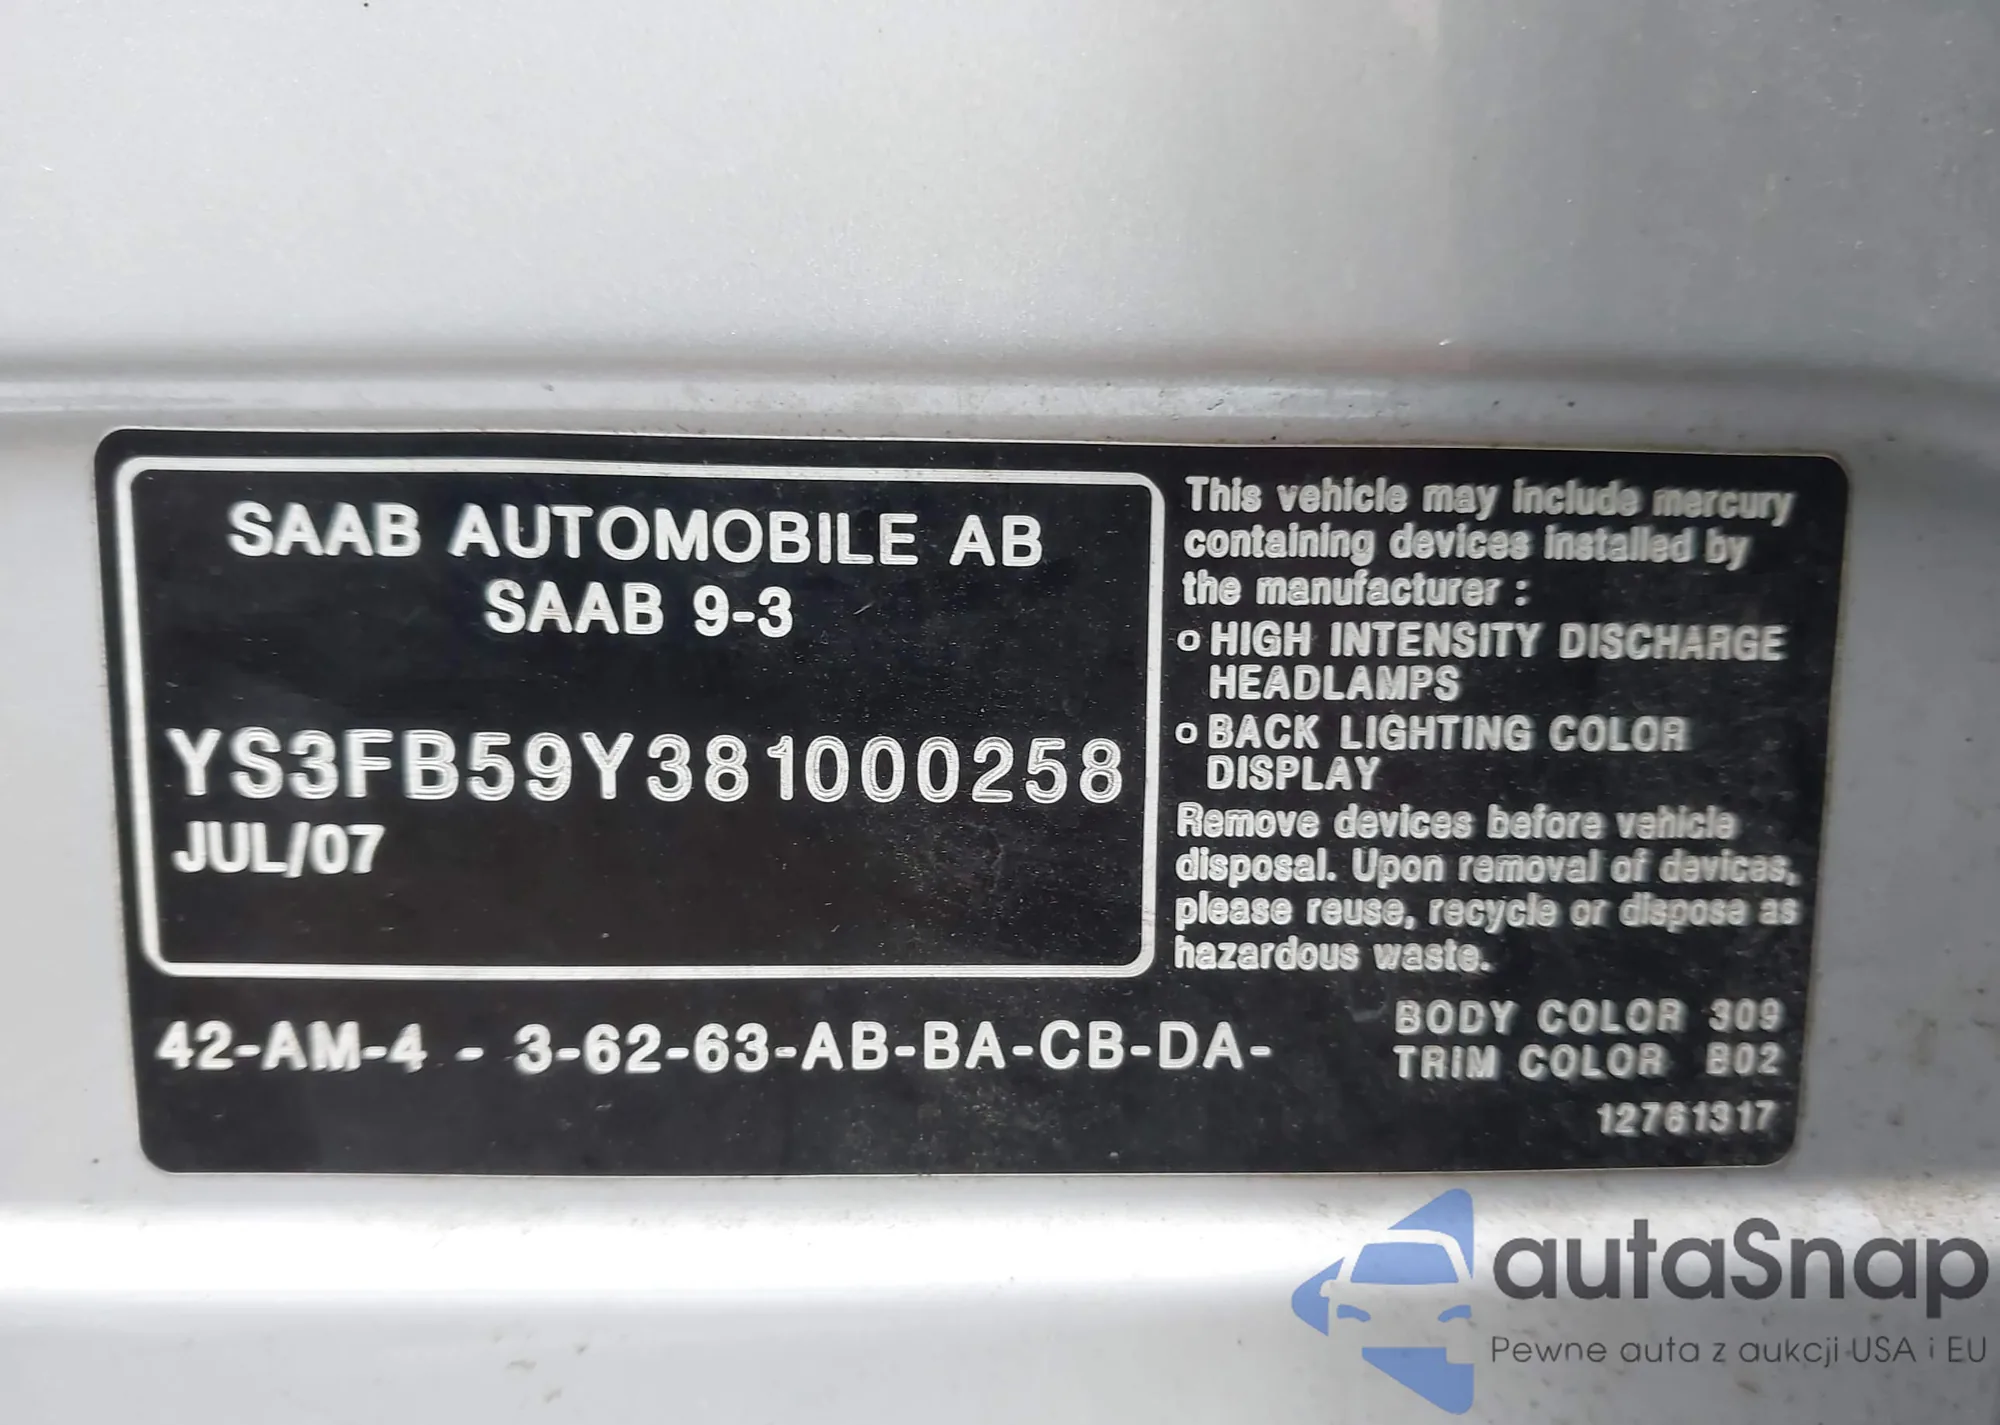 SAAB AUTOMOBILE AB
SAAB 9-3
YS3FB59Y381000258
JUL/07
42-AM-4 - 3-62-63-AB-BA-CB-DA-
This vehicle may include mercury
containing devices installed by
the manufacturer :
o HIGH INTENSITY DISCHARGE
HEADLAMPS
o BACK LIGHTING COLOR
DISPLAY
Remove devices before vehicle
disposal. Upon removal of devices,
please reuse, recycle or dispose as
hazardous waste.
BODY COLOR 309
TRIM COLOR B02
12761317
autaSnap
Pewne auta z aukcji USA i EU